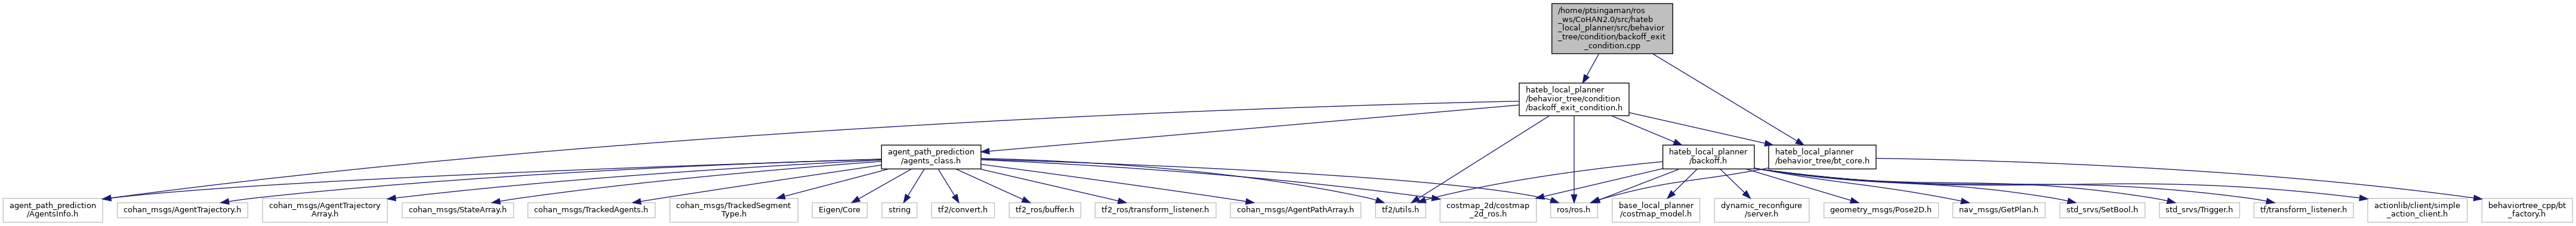 /home/ptsingaman/ros
_ws/CoHAN2.0/src/hateb
_local_planner/src/behavior
_tree/condition/backoff_exit
_condition.cpp
hateb_local_planner
/behavior_tree/condition
/backoff_exit_condition.h
agent_path_prediction
/agents_class.h
hateb_local_planner
/backoff.h
hateb_local_planner
/behavior_tree/bt_core.h
agent_path_prediction
/AgentsInfo.h
cohan_msgs/AgentTrajectory.h
cohan_msgs/AgentTrajectory
Array.h
cohan_msgs/StateArray.h
cohan_msgs/TrackedAgents.h
cohan_msgs/TrackedSegment
Type.h
Eigen/Core
string
tf2/convert.h
tf2_ros/buffer.h
tf2_ros/transform_listener.h
cohan_msgs/AgentPathArray.h
tf2/utils.h
costmap_2d/costmap
_2d_ros.h
ros/ros.h
base_local_planner
/costmap_model.h
dynamic_reconfigure
/server.h
geometry_msgs/Pose2D.h
nav_msgs/GetPlan.h
std_srvs/SetBool.h
std_srvs/Trigger.h
tf/transform_listener.h
actionlib/client/simple
_action_client.h
behaviortree_cpp/bt
_factory.h